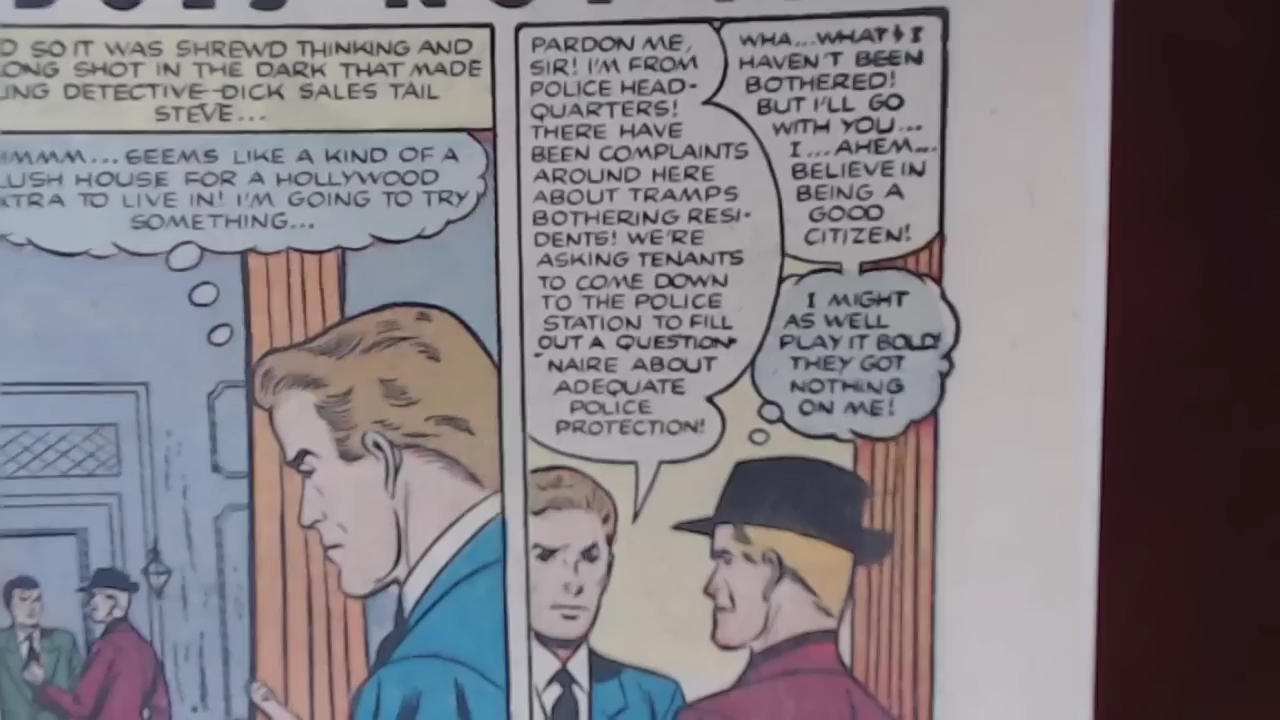 SO IT WAS SHREWD THINKING AND
LONG SHOT IN THE DARK THAT MADE
DETECTIVE DICK SALES TAIL
STEVE...
HMMM... SEEMS LIKE A KIND OF A
LUSH HOUSE FOR A HOLLYWOOD
XTRA TO LIVE IN! I'M GOING TO TRY
SOMETHING...
PARDON ME,
SIR! I'M FROM
POLICE HEAD-
QUARTERS!
THERE HAVE
BEEN COMPLAINTS
AROUND HERE
ABOUT TRAMPS
BOTHERING RESI-
DENTS! WE'RE
ASKING TENANTS
TO COME DOWN
TO THE POLICE
STATION TO FILL
OUT A QUESTION-
NAIRE ABOUT
ADEQUATE
POLICE
PROTECTION!
WHA...WHAT? I
HAVEN'T BEEN
BOTHERED!
BUT I'LL GO
WITH YOU...
I...AHEM...
BELIEVE IN
BEING A
GOOD
CITIZEN!
I MIGHT
AS WELL
PLAY IT BOLD!
THEY GOT
NOTHING
ON ME!